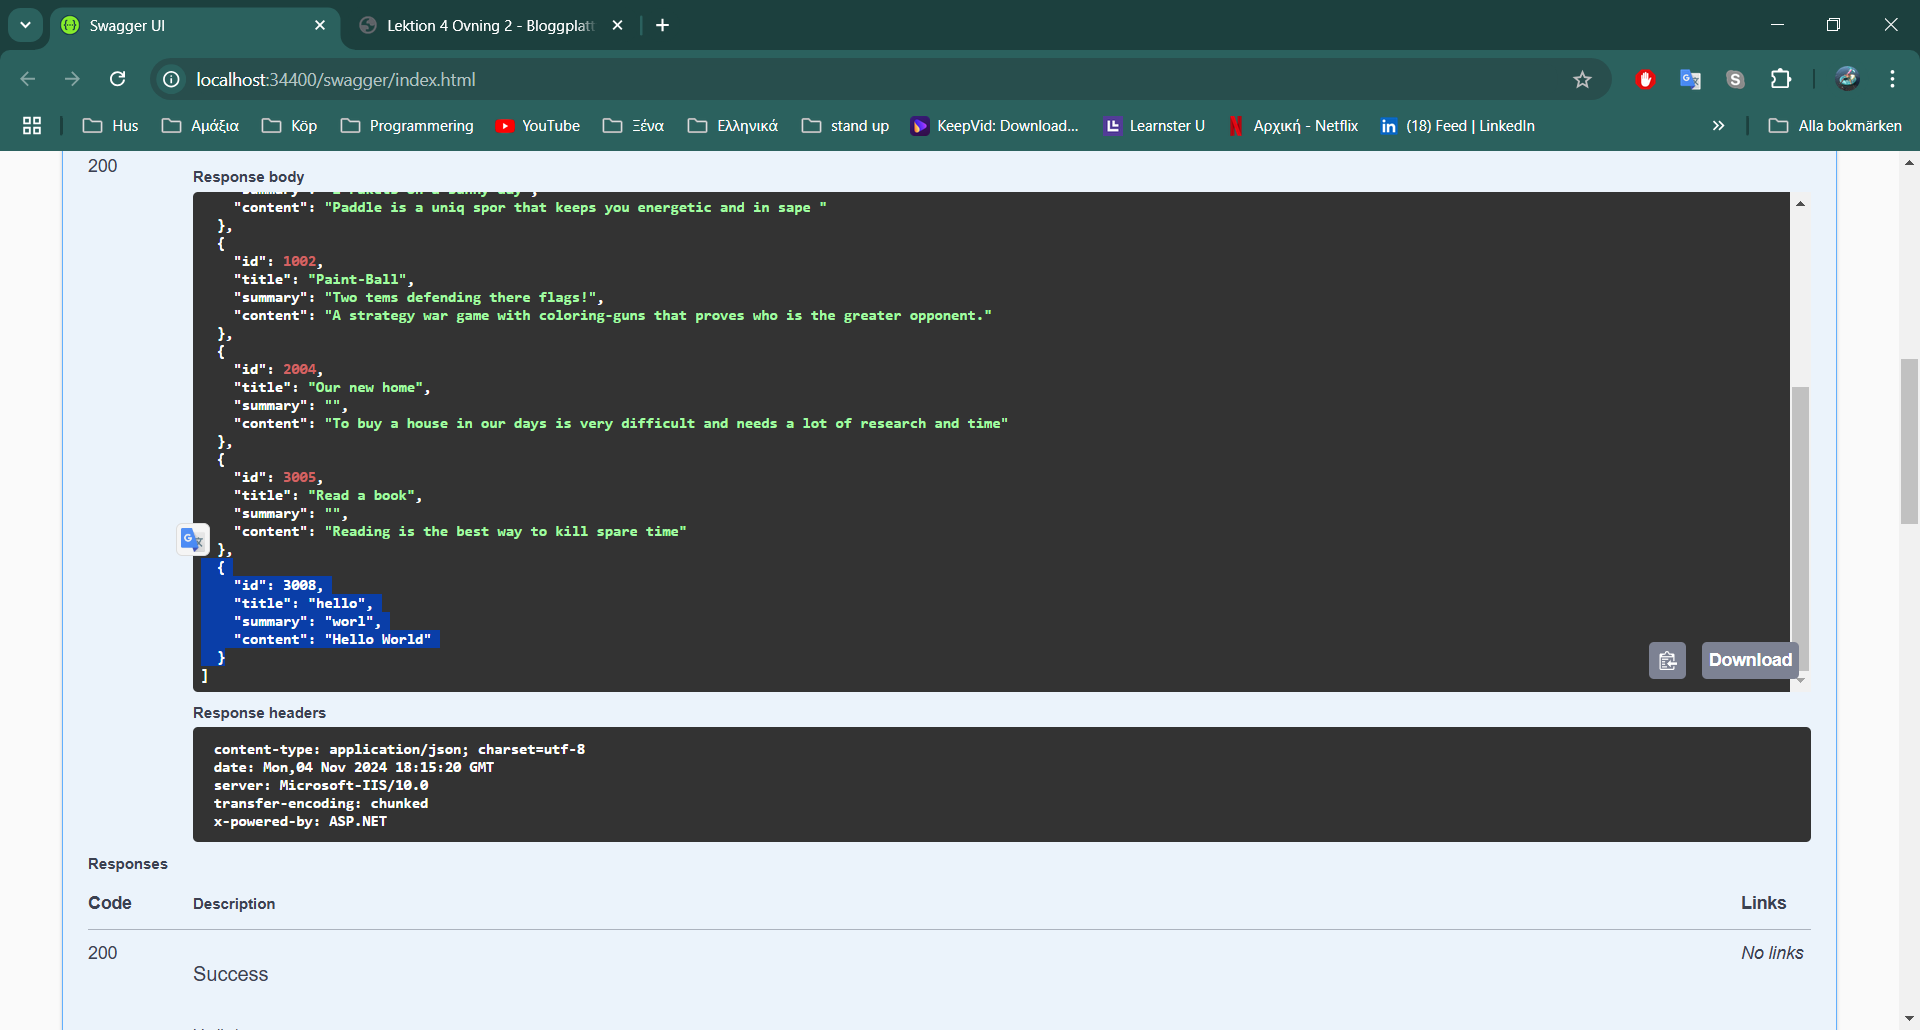 Swagger UI
Lektion 4 Ovning 2 - Bloggplatt
localhost:34400/swagger/index.html
Hus
Αμάξια
Köp
Programmering
YouTube
Ξένα
Ελληνικά
stand up
KeepVid: Download...
Learnster U
Αρχική - Netflix
(18) Feed | LinkedIn
Alla bokmärken
200
Response body
"content": "Paddle is a uniq spor that keeps you energetic and in sape "
},
{
"id": 1002,
"title": "Paint-Ball",
"summary": "Two tems defending there flags!",
"content": "A strategy war game with coloring-guns that proves who is the greater opponent."
},
{
"id": 2004,
"title": "Our new home",
"summary": "",
"content": "To buy a house in our days is very difficult and needs a lot of research and time"
},
{
"id": 3005,
"title": "Read a book",
"summary": "",
"content": "Reading is the best way to kill spare time"
},
{
"id": 3008,
"title": "hello",
"summary": "worl",
"content": "Hello World"
}
]
Download
Response headers
content-type: application/json; charset=utf-8
date: Mon,04 Nov 2024 18:15:20 GMT
server: Microsoft-IIS/10.0
transfer-encoding: chunked
x-powered-by: ASP.NET
Responses
Code Description Links
200 No links
Success